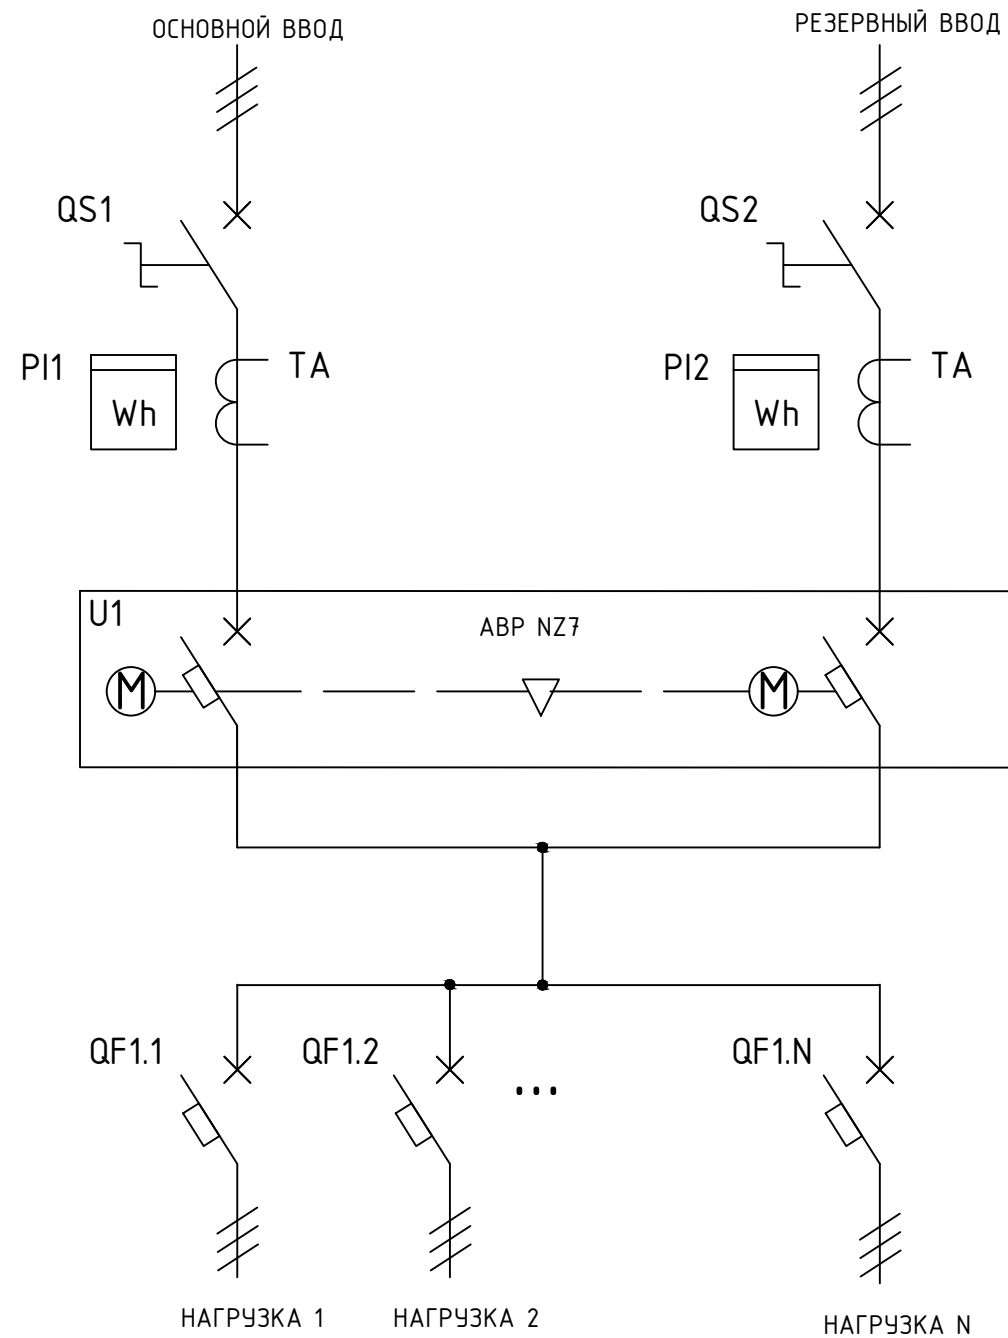 ОСНОВНОЙ ВВОД
РЕЗЕРВНЫЙ ВВОД
QS1
QS2
PI1
Wh
TA
PI2
Wh
TA
U1
АВР NZ7
M
M
QF1.1
QF1.2
...
QF1.N
НАГРУЗКА 1
НАГРУЗКА 2
НАГРУЗКА N